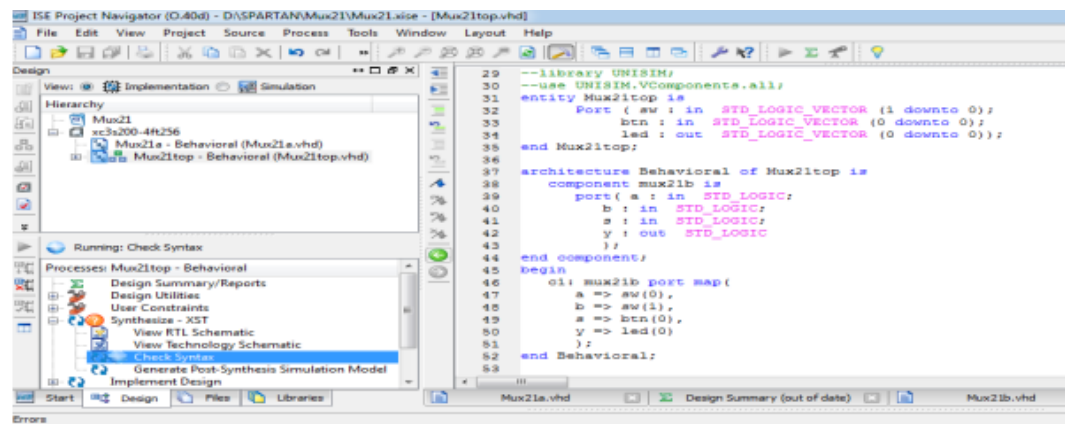 ISE Project Navigator (O.40d) - D:\SPARTAN\Mux21\Mux21.xise - [Mux21top.vhd]
File Edit View Project Source Process Tools Window Layout Help
Design
View: Implementation Simulation
Hierarchy
Mux21
xc3s200-4ft256
Mux21a - Behavioral (Mux21a.vhd)
Mux21top - Behavioral (Mux21top.vhd)
Running: Check Syntax
Processes: Mux21top - Behavioral
Design Summary/Reports
Design Utilities
User Constraints
Synthesize - XST
View RTL Schematic
View Technology Schematic
Check Syntax
Generate Post-Synthesis Simulation Model
Implement Design
Start Design Files Libraries
Errors
29 --library UNISIM;
30 --use UNISIM.VComponents.all;
31 entity Mux21top is
32 Port ( sw : in STD_LOGIC_VECTOR (1 downto 0);
33 btn : in STD_LOGIC_VECTOR (0 downto 0);
34 led : out STD_LOGIC_VECTOR (0 downto 0));
35 end Mux21top;
36
37 architecture Behavioral of Mux21top is
38 component mux21b is
39 port( a : in STD_LOGIC;
40 b : in STD_LOGIC;
41 s : in STD_LOGIC;
42 y : out STD_LOGIC
43 );
44 end component;
45 begin
46 c1: mux21b port map(
47 a => sw(0),
48 b => sw(1),
49 s => btn(0),
50 y => led(0)
51 );
52 end Behavioral;
53
Mux21a.vhd Design Summary (out of date) Mux21b.vhd